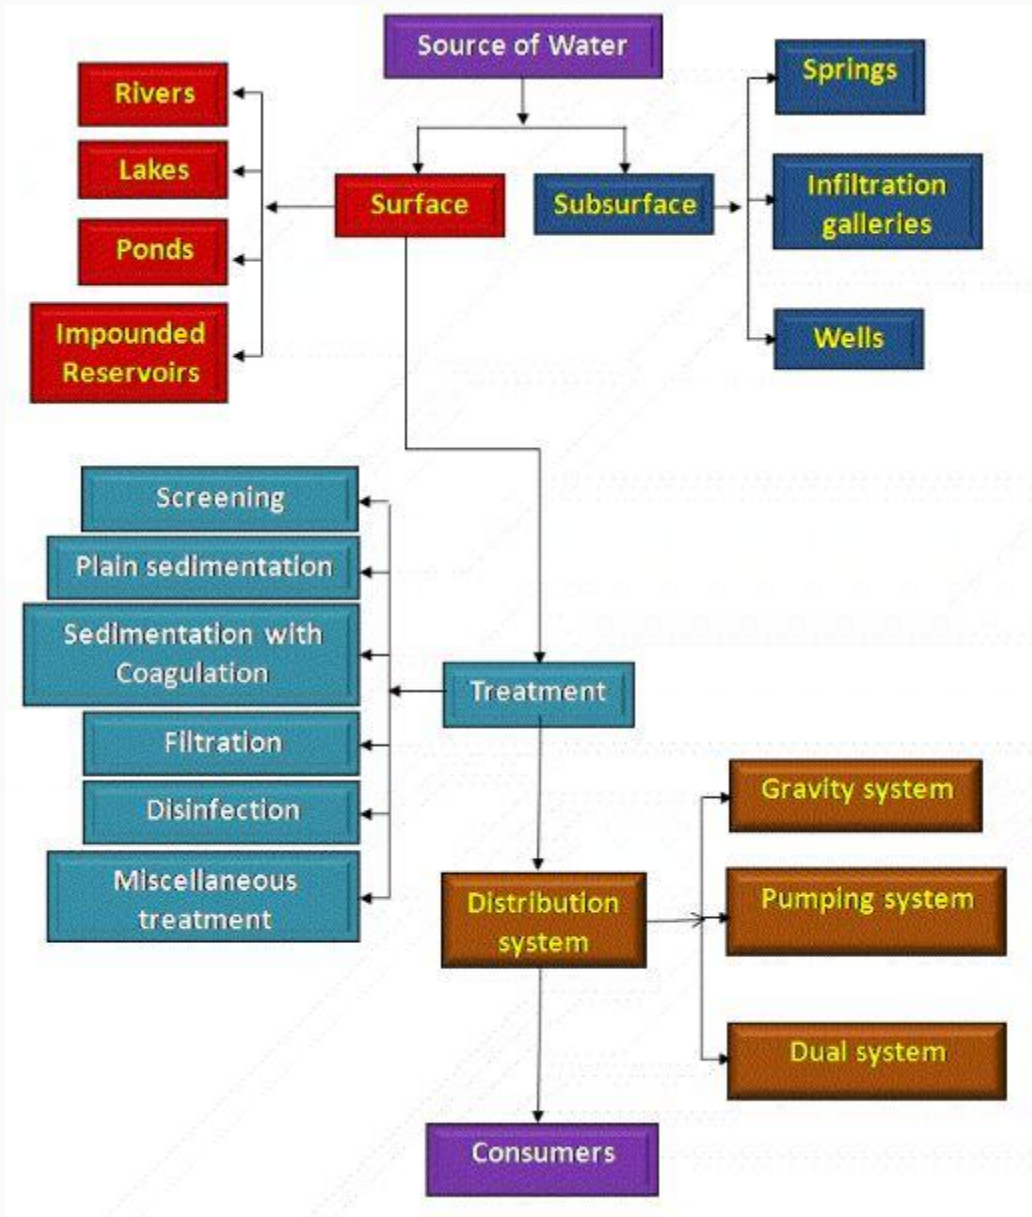 Source of Water
Rivers
Lakes
Ponds
Impounded
Reservoirs
Surface
Subsurface
Springs
Infiltration
galleries
Wells
Screening
Plain sedimentation
Sedimentation with
Coagulation
Filtration
Disinfection
Miscellaneous
treatment
Treatment
Distribution
system
Gravity system
Pumping system
Dual system
Consumers